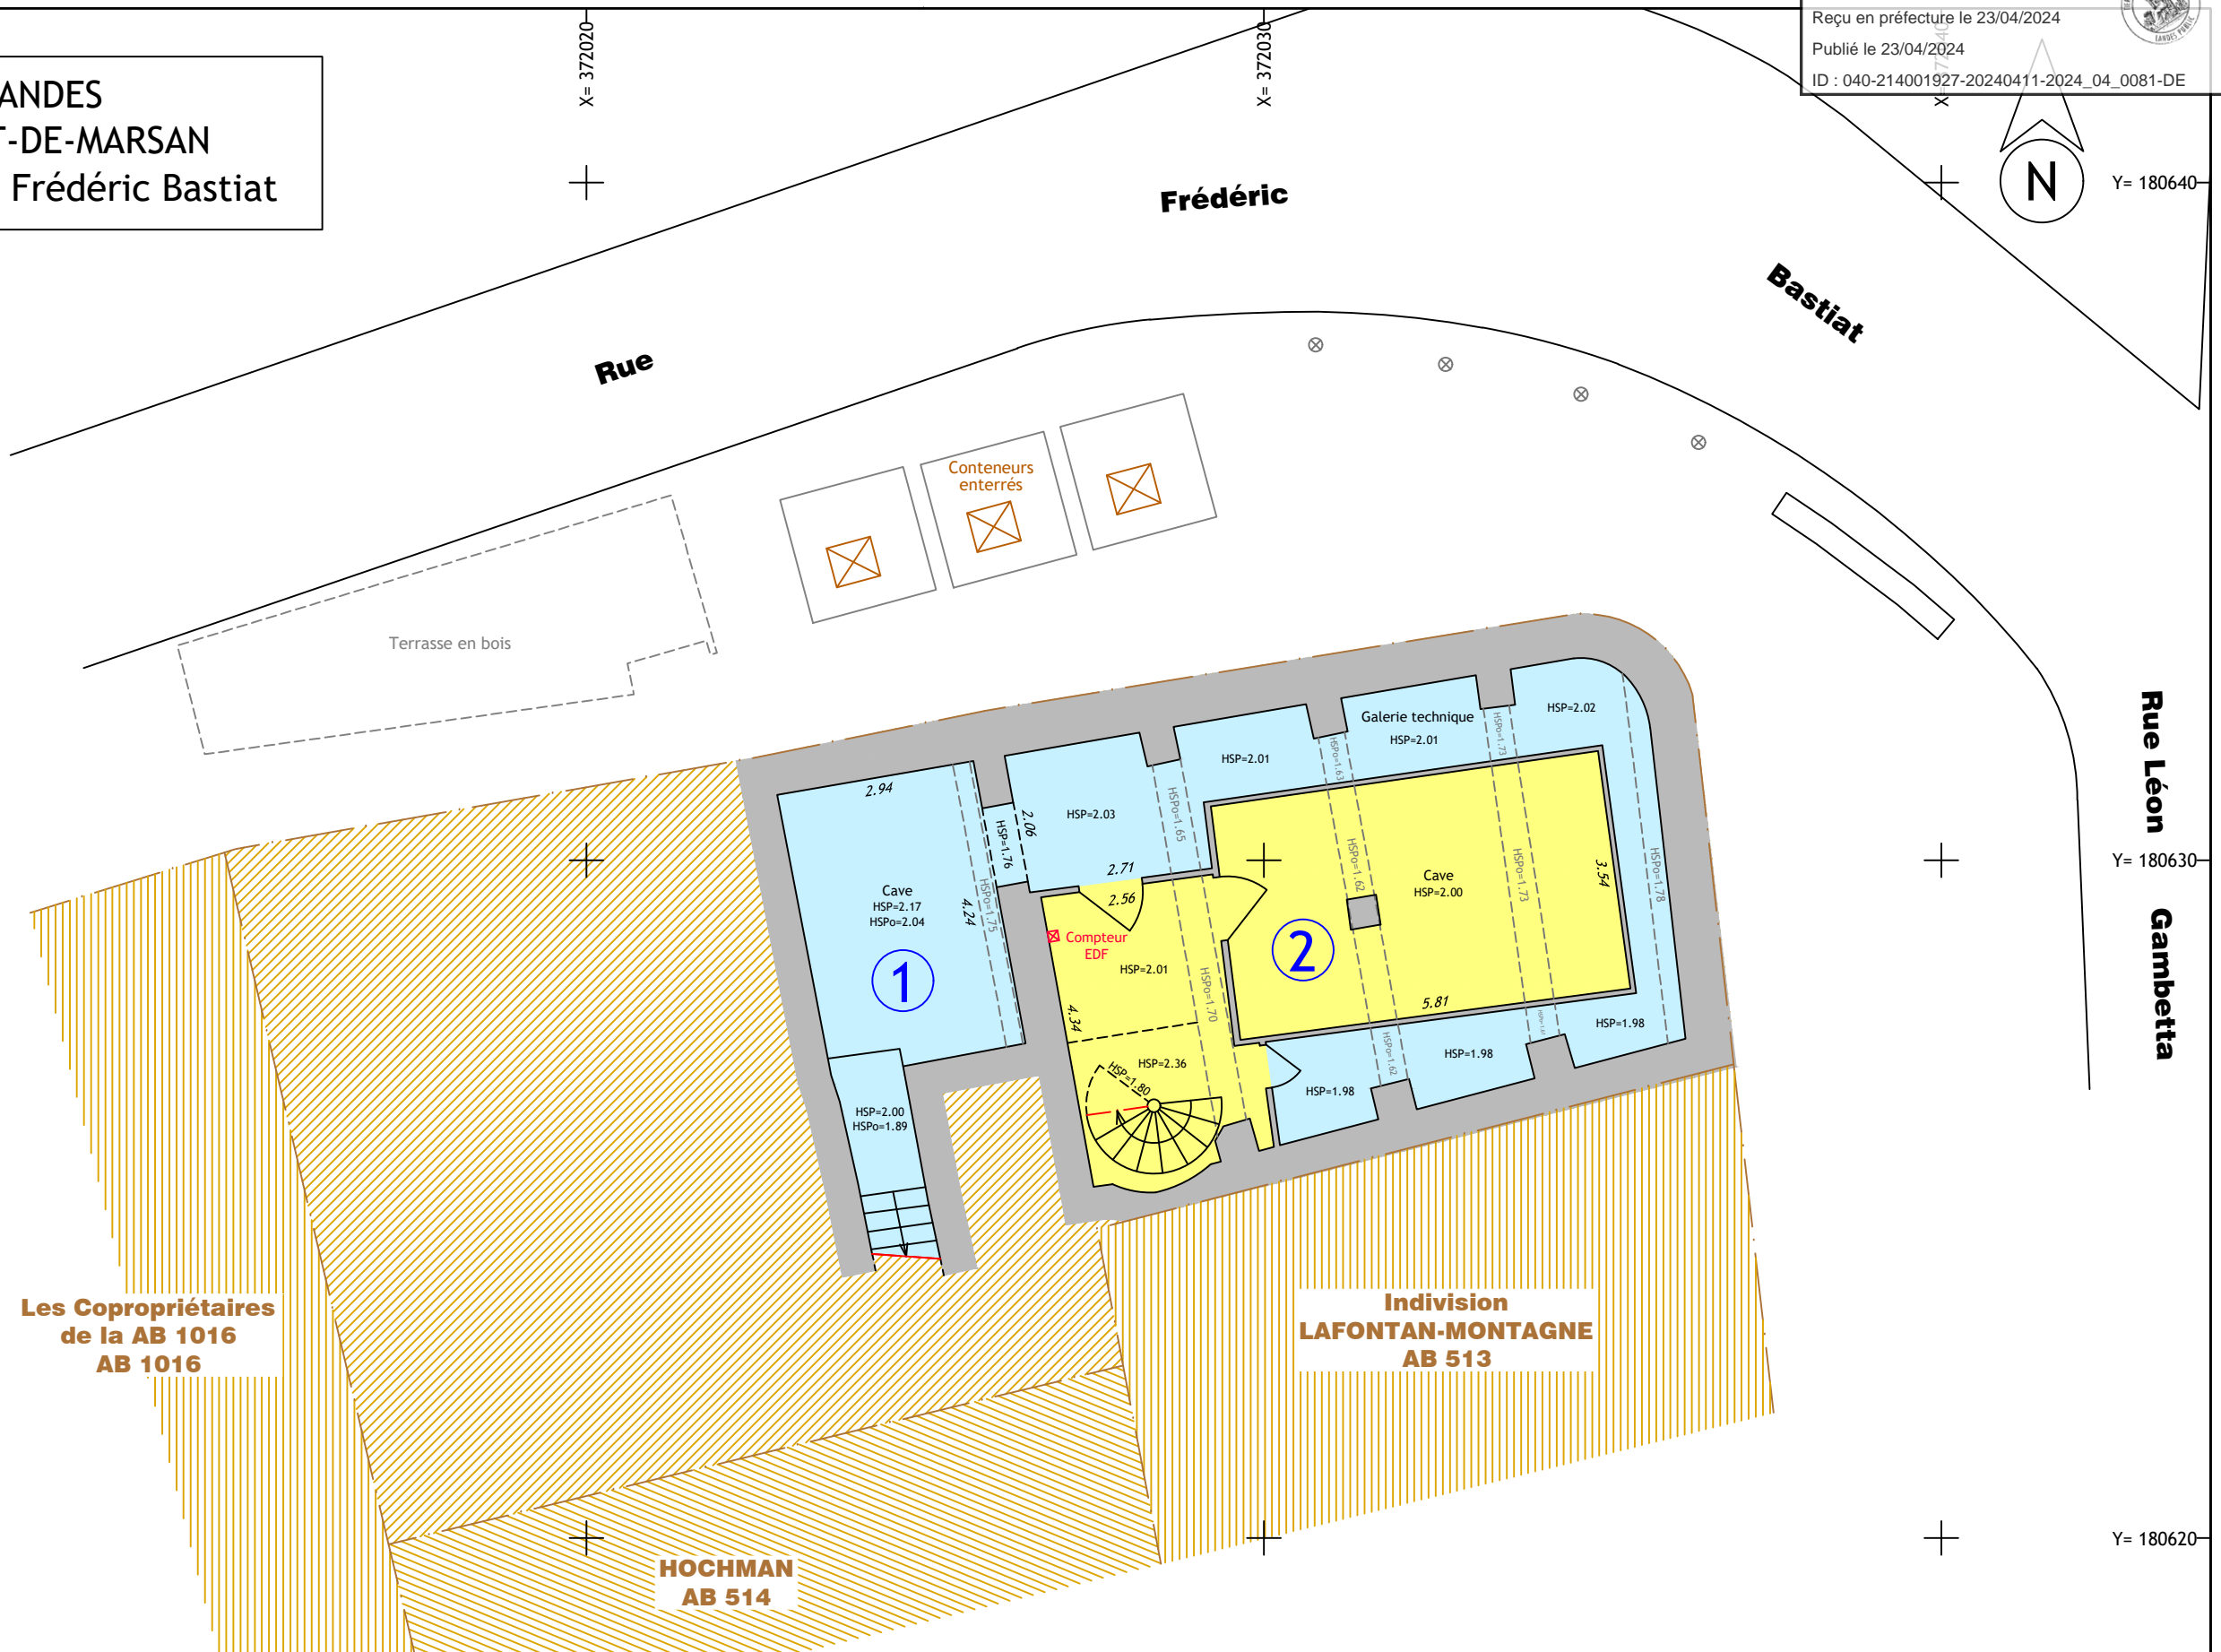 Reçu en préfecture le 23/04/2024
Publié le 23/04/2024
ID : 040-214001927-20240411-2024_04_0081-DE
X= 372020
X= 372030
X= 372040
ANDES
T-DE-MARSAN
Frédéric Bastiat
N
Y= 180640
Rue
Frédéric
Bastiat
Conteneurs
enterrés
Terrasse en bois
Rue Léon Gambetta
Y= 180630
Galerie technique
HSP=2.01
HSP=2.02
HSP=2.01
HSP=2.03
HSPo=1.65
HSPo=1.63
HSPo=1.73
HSPo=1.78
2.94
2.06
HSP=1.76
HSPo=1.75
Cave
HSP=2.17
HSPo=2.04
4.24
1
2.71
2.56
Compteur
EDF
HSP=2.01
HSPo=1.70
4.34
HSP=2.36
HSP=1.80
HSPo=1.62
Cave
HSP=2.00
HSPo=1.73
3.54
2
5.81
HSPo=1.62
HSP=1.98
HSP=1.98
HSP=1.98
HSP=2.00
HSPo=1.89
Les Copropriétaires
de la AB 1016
AB 1016
Indivision
LAFONTAN-MONTAGNE
AB 513
HOCHMAN
AB 514
Y= 180620